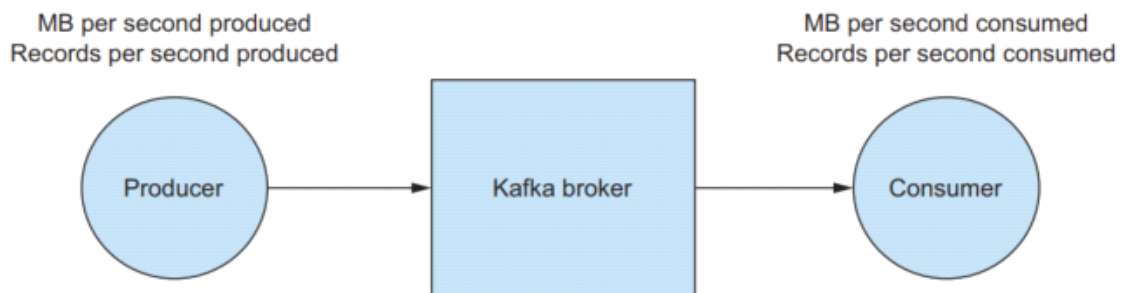 MB per second produced
Records per second produced
MB per second consumed
Records per second consumed
Producer
Kafka broker
Consumer